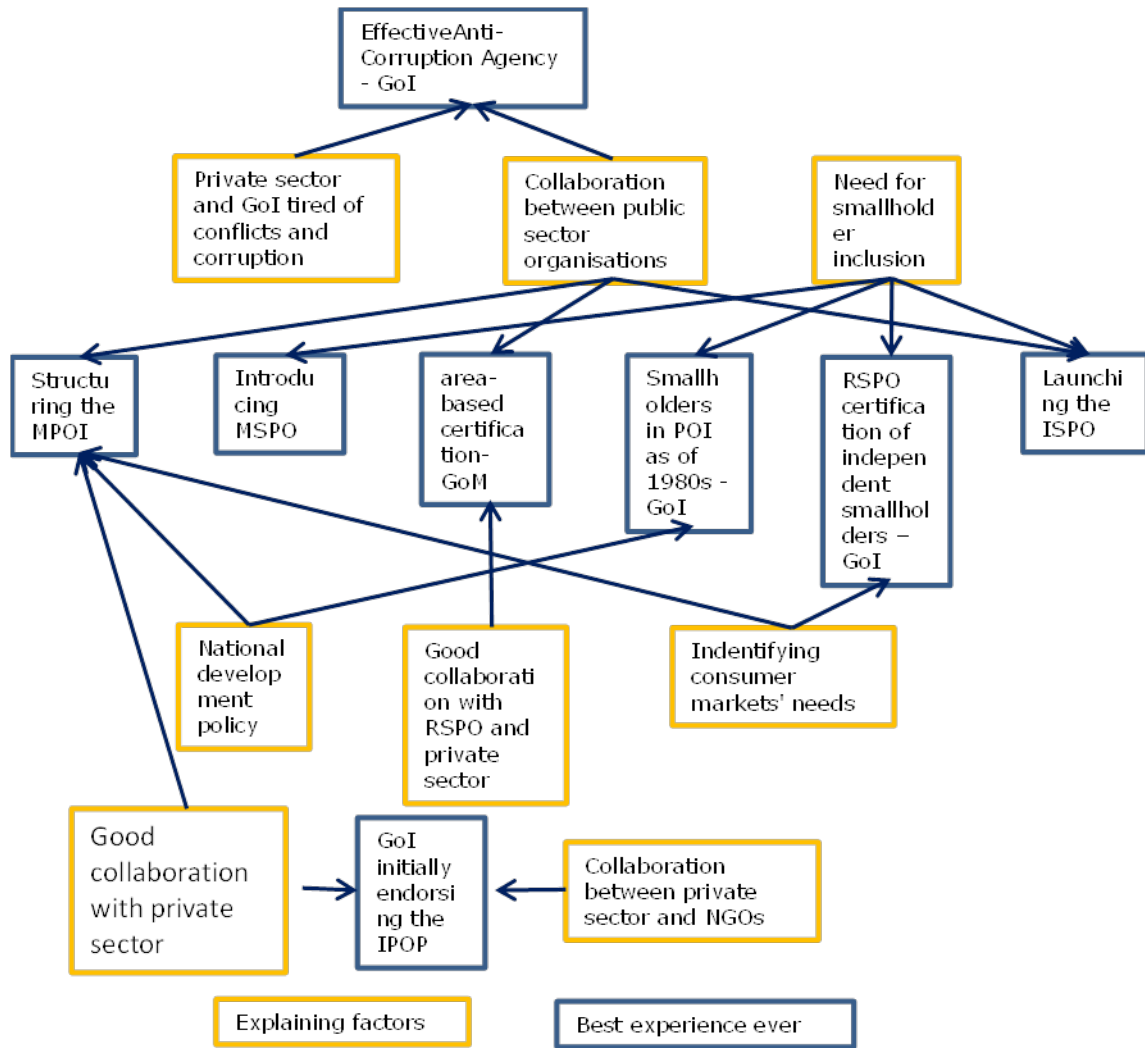 EffectiveAnti-
Corruption Agency
- GoI
Private sector
and GoI tired of
conflicts and
corruption
Collaboration
between public
sector
organisations
Need for
smallhold
er
inclusion
Structu
ring the
MPOI
Introdu
cing
MSPO
area-
based
certifica
tion-
GoM
Smallh
olders
in POI
as of
1980s -
GoI
RSPO
certifica
tion of
indepen
dent
smallho
lders –
GoI
Launchi
ng the
ISPO
National
develop
ment
policy
Good
collaborati
on with
RSPO and
private
sector
Indentifying
consumer
markets' needs
Good
collaboration
with private
sector
GoI
initially
endorsi
ng the
IPOP
Collaboration
between private
sector and NGOs
Explaining factors
Best experience ever